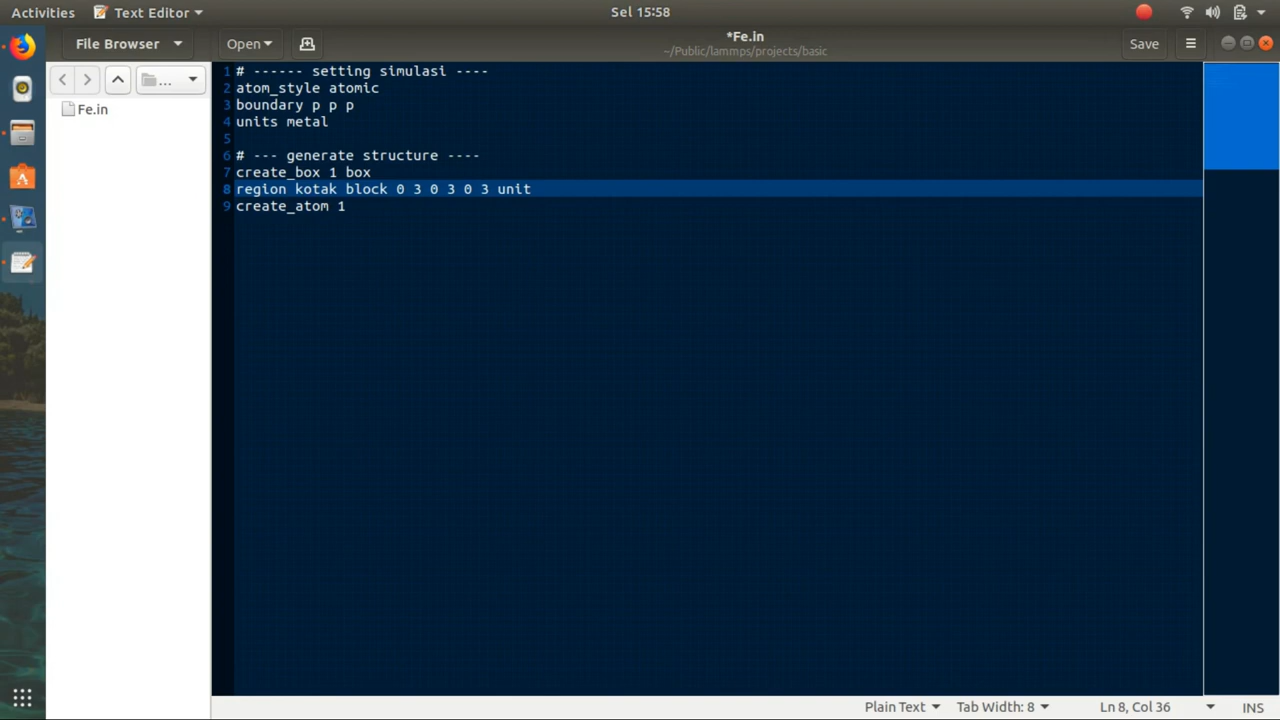 Activities Text Editor Sel 15:58
File Browser Open *Fe.in Save
~/Public/lammps/projects/basic
...
Fe.in
1 # ------ setting simulasi ----
2 atom_style atomic
3 boundary p p p
4 units metal
5
6 # --- generate structure ----
7 create_box 1 box
8 region kotak block 0 3 0 3 0 3 unit
9 create_atom 1
Plain Text Tab Width: 8 Ln 8, Col 36 INS